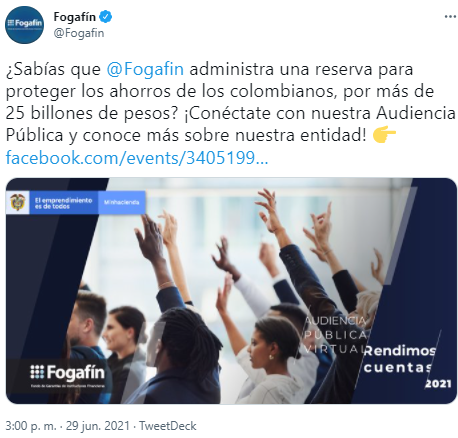 Fogafín
@Fogafin
¿Sabías que @Fogafin administra una reserva para
proteger los ahorros de los colombianos, por más de
25 billones de pesos? ¡Conéctate con nuestra Audiencia
Pública y conoce más sobre nuestra entidad! 👉
facebook.com/events/3405199...
El emprendimiento
es de todos
Minhacienda
AUDIENCIA
PÚBLICA
VIRTUAL
Rendimos
cuentas
2021
Fogafín
Fondo de Garantías de Instituciones Financieras
3:00 p. m. · 29 jun. 2021 · TweetDeck